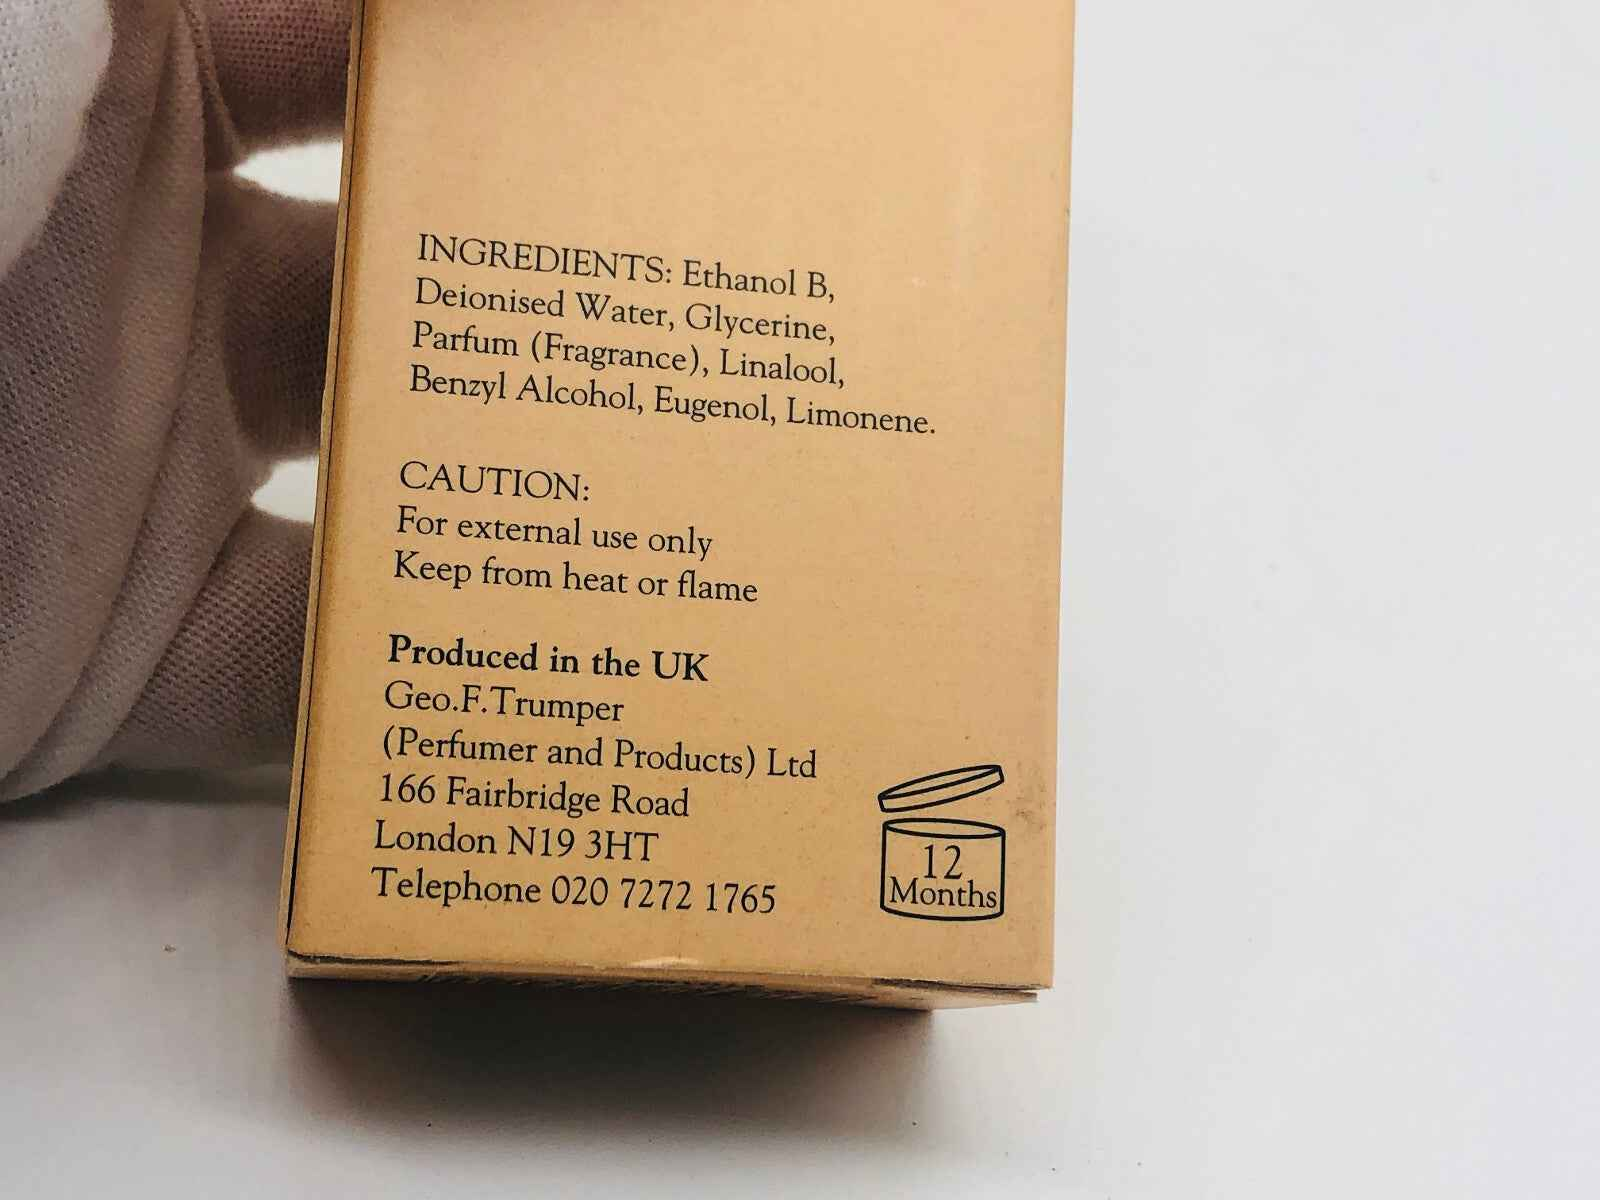 INGREDIENTS: Ethanol B,
Deionised Water, Glycerine,
Parfum (Fragrance), Linalool,
Benzyl Alcohol, Eugenol, Limonene.
CAUTION:
For external use only
Keep from heat or flame
Produced in the UK
Geo.F.Trumper
(Perfumer and Products) Ltd
166 Fairbridge Road
London N19 3HT
Telephone 020 7272 1765
12
Months